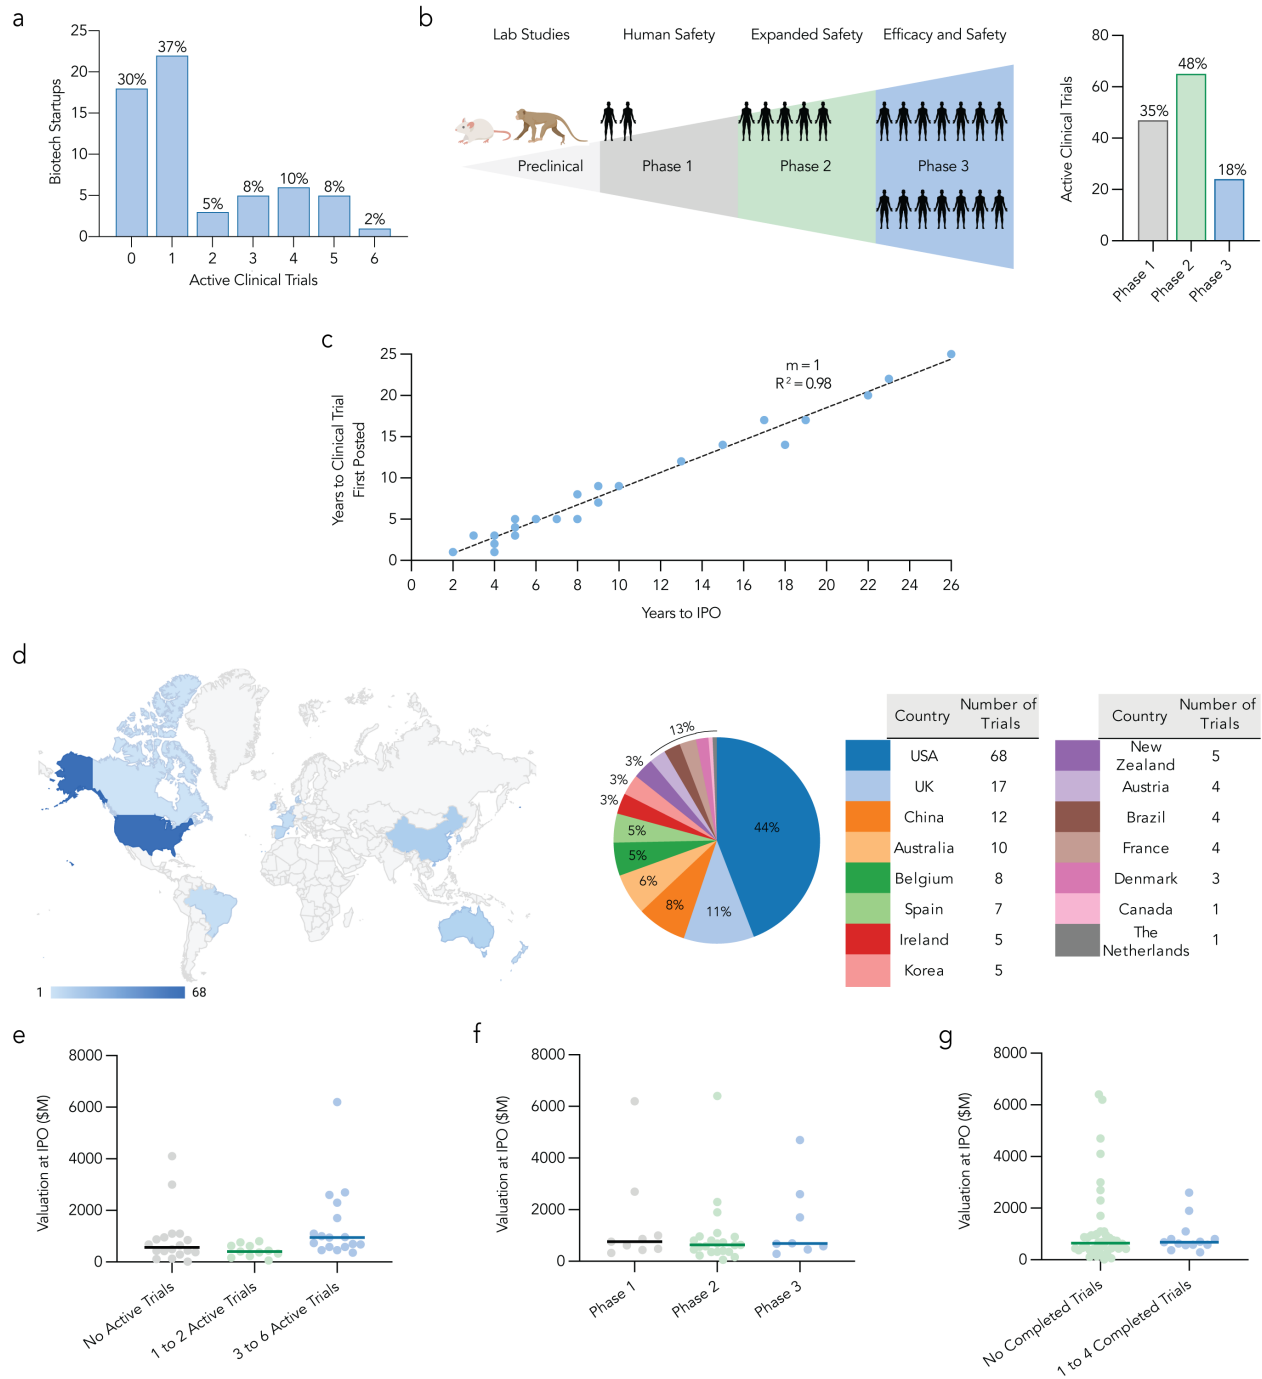 a
25
20
15
10
5
0
Biotech Startups
30%
37%
5%
8%
10%
8%
2%
0 1 2 3 4 5 6
Active Clinical Trials
b
Lab Studies
Human Safety
Expanded Safety
Efficacy and Safety
Preclinical
Phase 1
Phase 2
Phase 3
80
60
40
20
0
Active Clinical Trials
35%
48%
18%
Phase 1
Phase 2
Phase 3
c
25
20
15
10
5
0
Years to Clinical Trial
First Posted
m = 1
R² = 0.98
0 2 4 6 8 10 12 14 16 18 20 22 24 26
Years to IPO
d
1
68
13%
3%
3%
3%
5%
5%
6%
8%
11%
44%
Country Number of Trials
USA 68
UK 17
China 12
Australia 10
Belgium 8
Spain 7
Ireland 5
Korea 5
Country Number of Trials
New Zealand 5
Austria 4
Brazil 4
France 4
Denmark 3
Canada 1
The Netherlands 1
e
8000
6000
4000
2000
0
Valuation at IPO ($M)
No Active Trials
1 to 2 Active Trials
3 to 6 Active Trials
f
8000
6000
4000
2000
0
Valuation at IPO ($M)
Phase 1
Phase 2
Phase 3
g
8000
6000
4000
2000
0
Valuation at IPO ($M)
No Completed Trials
1 to 4 Completed Trials